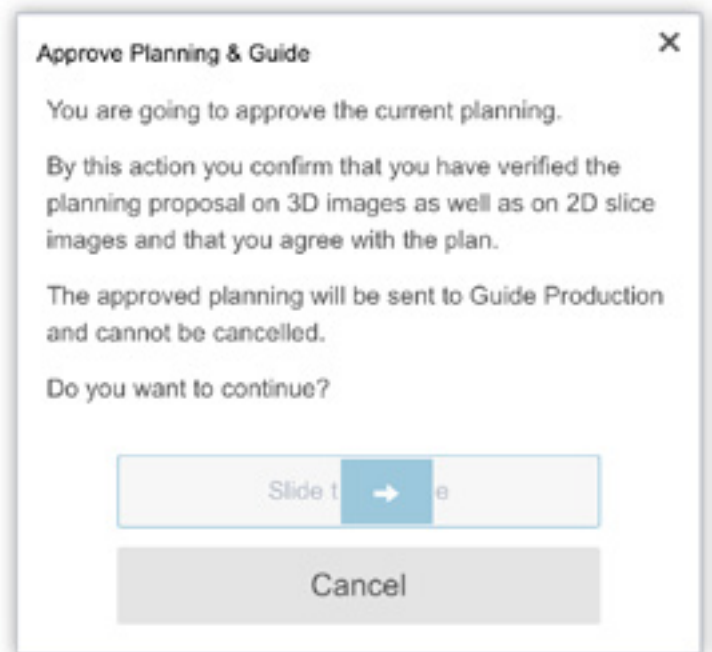 Approve Planning & Guide
You are going to approve the current planning.
By this action you confirm that you have verified the
planning proposal on 3D images as well as on 2D slice
images and that you agree with the plan.
The approved planning will be sent to Guide Production
and cannot be cancelled.
Do you want to continue?
Slide
Cancel